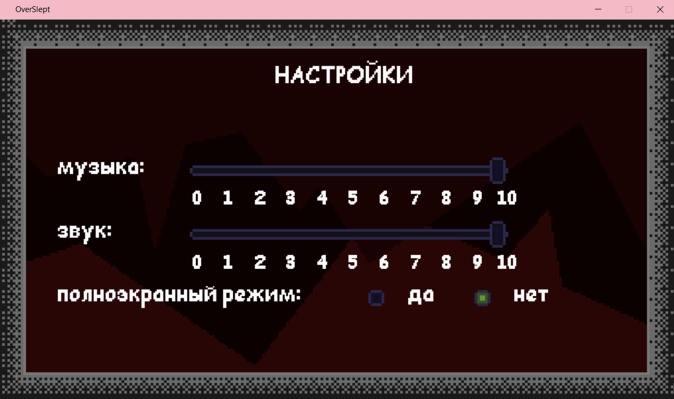 OverSlept
НАСТРОЙКИ
музыка:
0 1 2 3 4 5 6 7 8 9 10
звук:
0 1 2 3 4 5 6 7 8 9 10
полноэкранный режим: да нет